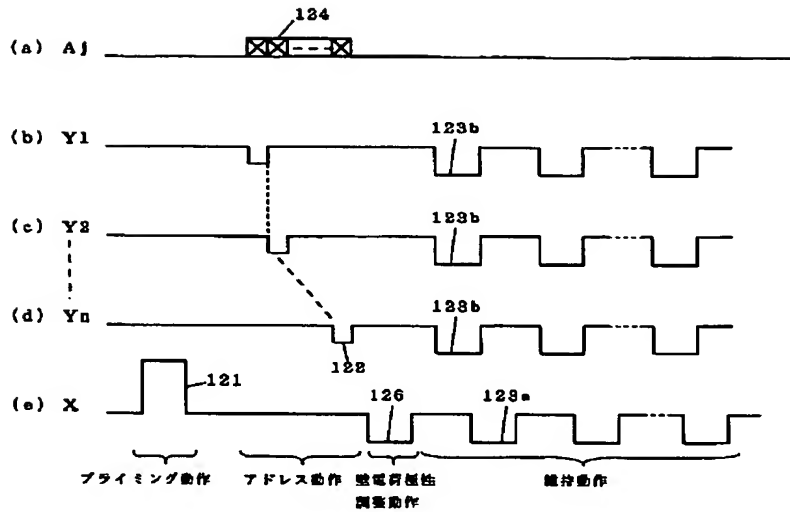 124
(a) Aj
(b) Y1
123b
(c) Y2
123b
(d) Yn
123b
122
(e) X
121
126
123a
プライミング動作
アドレス動作
壁電荷極性
調整動作
維持動作